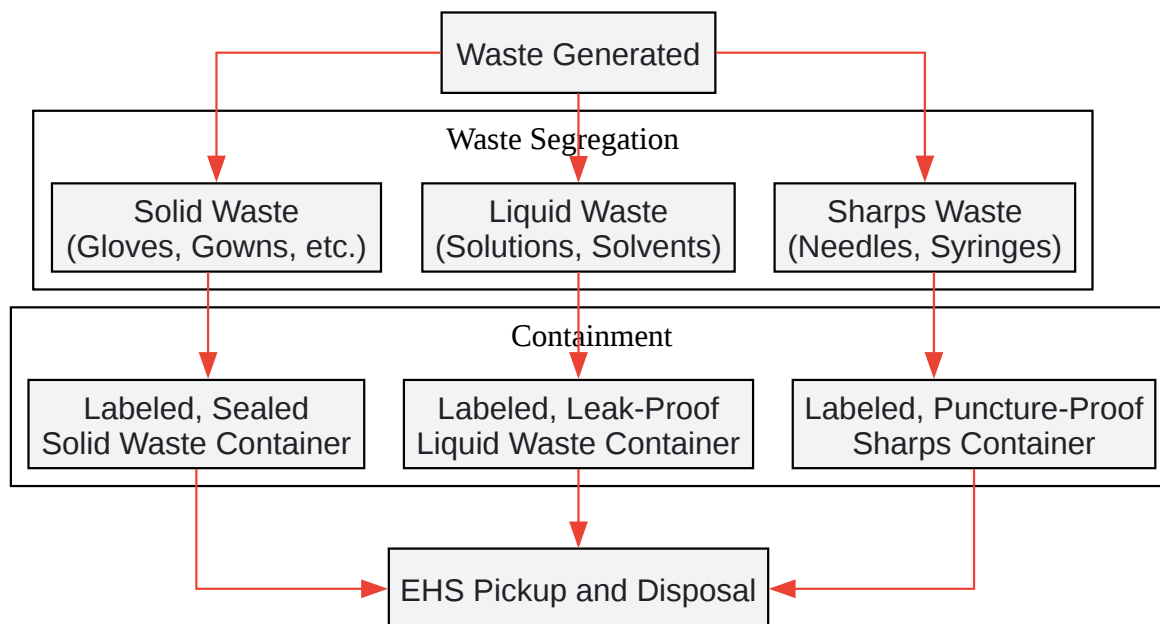 Waste Generated
Waste Segregation
Solid Waste
(Gloves, Gowns, etc.)
Liquid Waste
(Solutions, Solvents)
Sharps Waste
(Needles, Syringes)
Containment
Labeled, Sealed
Solid Waste Container
Labeled, Leak-Proof
Liquid Waste Container
Labeled, Puncture-Proof
Sharps Container
EHS Pickup and Disposal